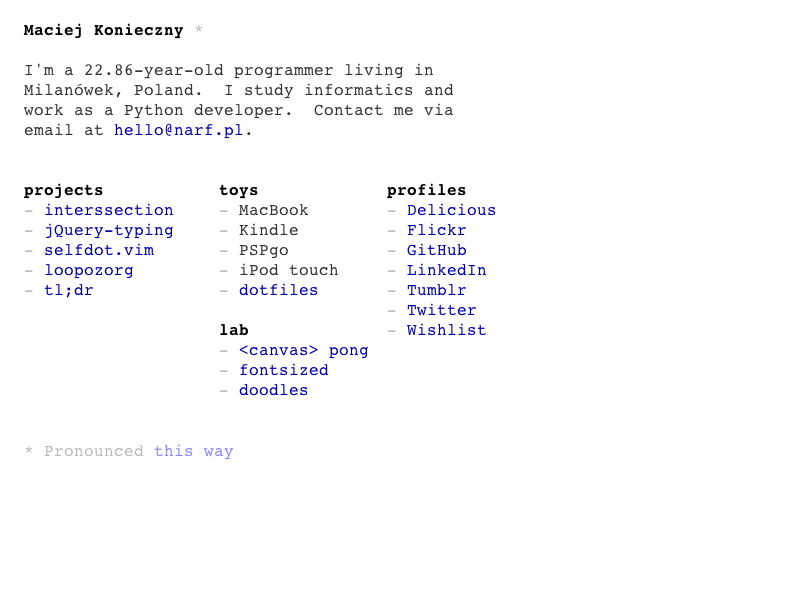 Maciej Konieczny *
I'm a 22.86-year-old programmer living in
Milanówek, Poland.  I study informatics and
work as a Python developer.  Contact me via
email at hello@narf.pl.
projects
- interssection
- jQuery-typing
- selfdot.vim
- loopozorg
- tl;dr
toys
- MacBook
- Kindle
- PSPgo
- iPod touch
- dotfiles
lab
- <canvas> pong
- fontsized
- doodles
profiles
- Delicious
- Flickr
- GitHub
- LinkedIn
- Tumblr
- Twitter
- Wishlist
* Pronounced this way